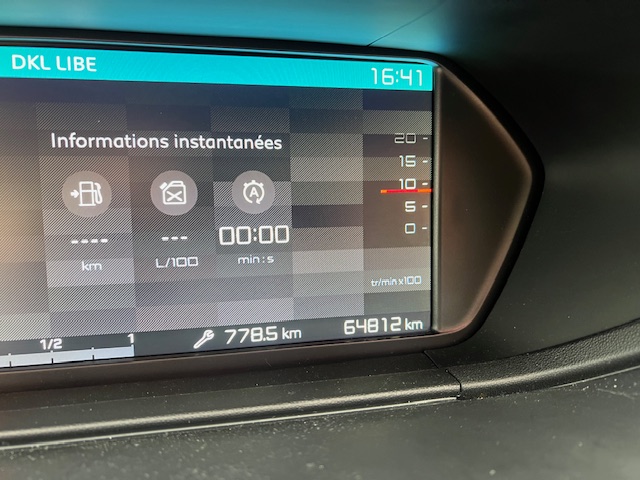 DKL LIBE 16:41
Informations instantanées
20 -
15 -
10 -
5 -
0 -
A
---- --- 00:00
km L/100 min : s
tr/min x100
1/2 1 778.5 km 64812 km